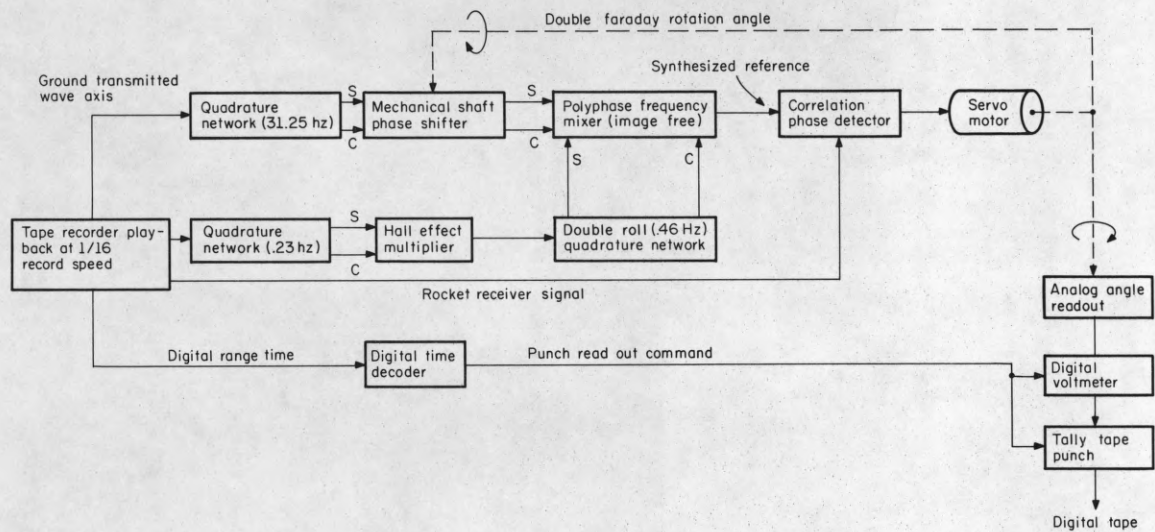 Double faraday rotation angle
Ground transmitted
wave axis
Synthesized reference
S
C
Quadrature
network (31.25 hz)
Mechanical shaft
phase shifter
S
C
Polyphase frequency
mixer (image free)
Correlation
phase detector
Servo
motor
S
C
Tape recorder play-
back at 1/16
record speed
Quadrature
network (.23 hz)
S
C
Hall effect
multiplier
Double roll (.46 Hz)
quadrature network
Rocket receiver signal
Analog angle
readout
Digital range time
Digital time
decoder
Punch read out command
Digital
voltmeter
Tally tape
punch
Digital tape